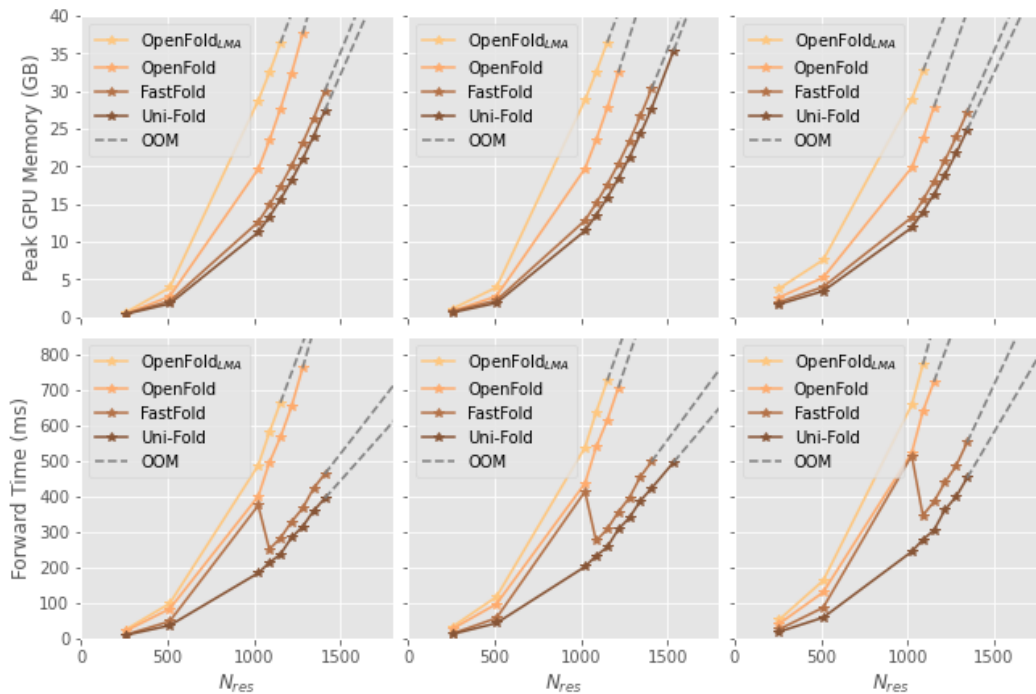 Peak GPU Memory (GB)
40
35
30
25
20
15
10
5
0
OpenFold_LMA
OpenFold
FastFold
Uni-Fold
OOM
OpenFold_LMA
OpenFold
FastFold
Uni-Fold
OOM
OpenFold_LMA
OpenFold
FastFold
Uni-Fold
OOM
Forward Time (ms)
800
700
600
500
400
300
200
100
0
OpenFold_LMA
OpenFold
FastFold
Uni-Fold
OOM
OpenFold_LMA
OpenFold
FastFold
Uni-Fold
OOM
OpenFold_LMA
OpenFold
FastFold
Uni-Fold
OOM
0 500 1000 1500
0 500 1000 1500
0 500 1000 1500
N_res
N_res
N_res